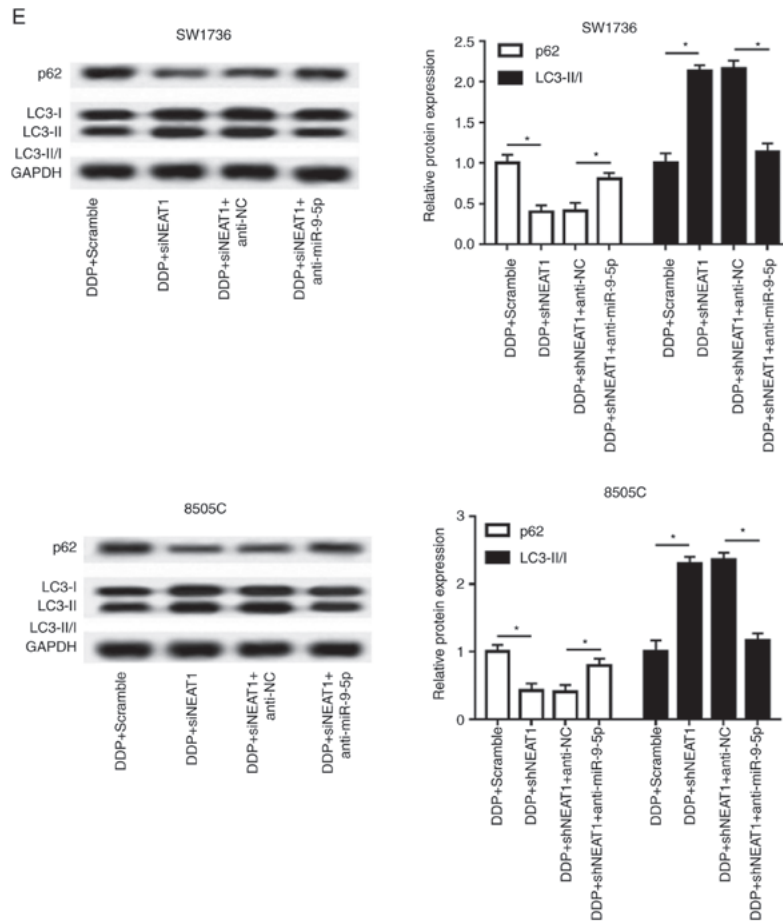 E
SW1736
p62
LC3-I
LC3-II
LC3-II/I
GAPDH
DDP+Scramble
DDP+siNEAT1
DDP+siNEAT1+
anti-NC
DDP+siNEAT1+
anti-miR-9-5p
SW1736
Relative protein expression
2.5
2.0
1.5
1.0
0.5
0.0
p62
LC3-II/I
*
*
*
*
DDP+Scramble
DDP+shNEAT1
DDP+shNEAT1+anti-NC
DDP+shNEAT1+anti-miR-9-5p
DDP+Scramble
DDP+shNEAT1
DDP+shNEAT1+anti-NC
DDP+shNEAT1+anti-miR-9-5p
8505C
p62
LC3-I
LC3-II
LC3-II/I
GAPDH
DDP+Scramble
DDP+siNEAT1
DDP+siNEAT1+
anti-NC
DDP+siNEAT1+
anti-miR-9-5p
8505C
Relative protein expression
3
2
1
0
p62
LC3-II/I
*
*
*
*
DDP+Scramble
DDP+shNEAT1
DDP+shNEAT1+anti-NC
DDP+shNEAT1+anti-miR-9-5p
DDP+Scramble
DDP+shNEAT1
DDP+shNEAT1+anti-NC
DDP+shNEAT1+anti-miR-9-5p